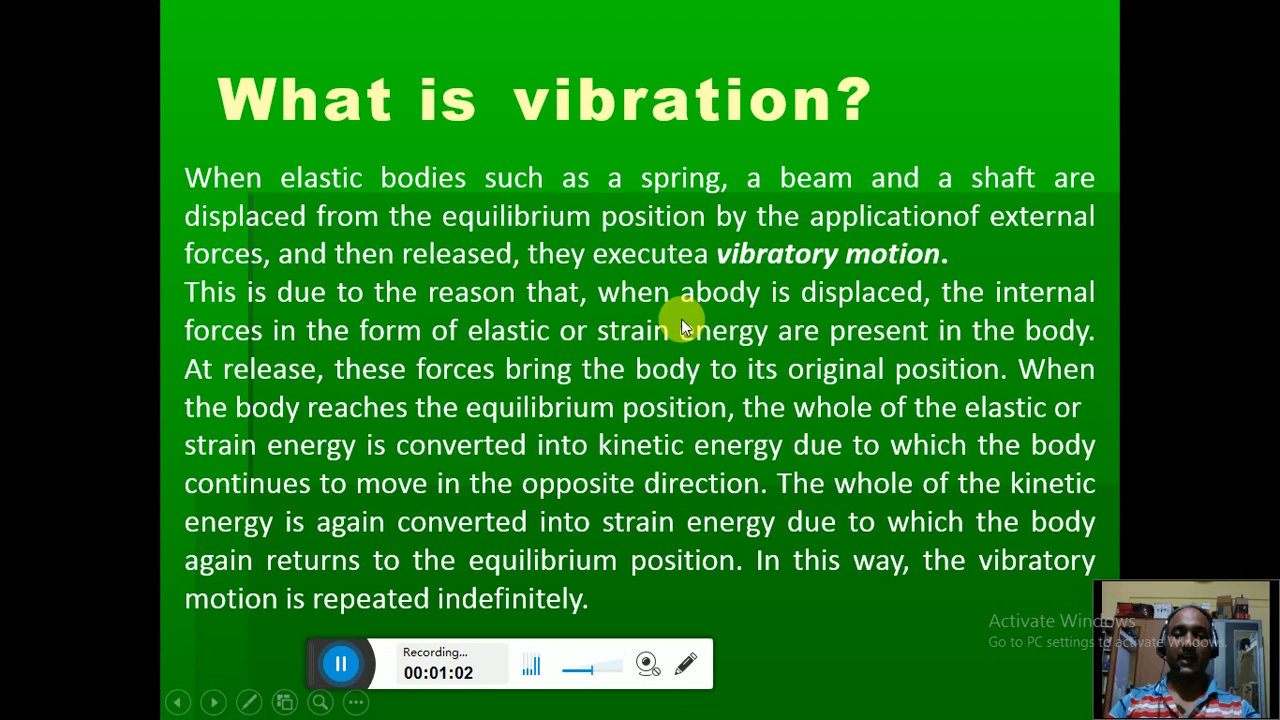 What is vibration?
When elastic bodies such as a spring, a beam and a shaft are
displaced from the equilibrium position by the applicationof external
forces, and then released, they executea vibratory motion.
This is due to the reason that, when abody is displaced, the internal
forces in the form of elastic or strain energy are present in the body.
At release, these forces bring the body to its original position. When
the body reaches the equilibrium position, the whole of the elastic or
strain energy is converted into kinetic energy due to which the body
continues to move in the opposite direction. The whole of the kinetic
energy is again converted into strain energy due to which the body
again returns to the equilibrium position. In this way, the vibratory
motion is repeated indefinitely.
Activate Windows
Go to PC settings to activate Windows.
Recording...
00:01:02